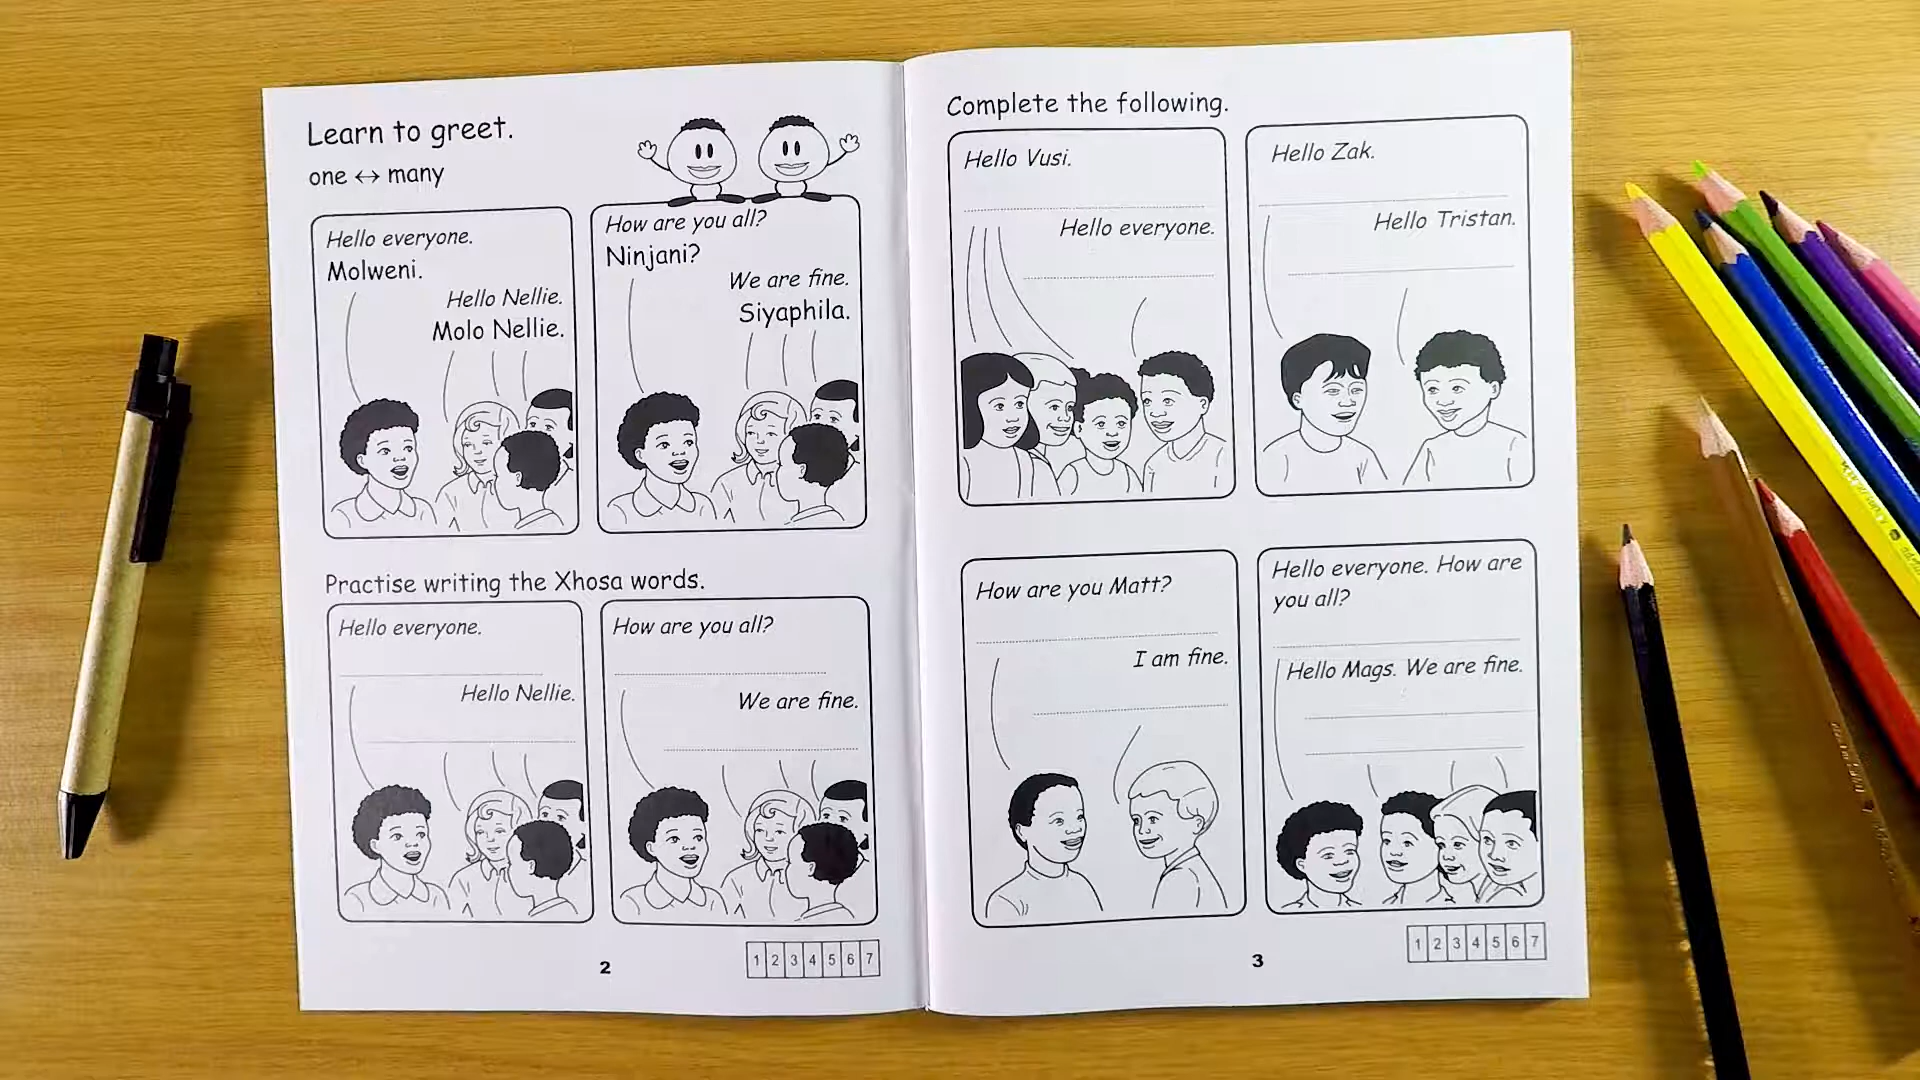 Learn to greet.
one ↔ many
Hello everyone.
Molweni.
Hello Nellie.
Molo Nellie.
How are you all?
Ninjani?
We are fine.
Siyaphila.
Practise writing the Xhosa words.
Hello everyone.
Hello Nellie.
How are you all?
We are fine.
2
1 2 3 4 5 6 7
Complete the following.
Hello Vusi.
Hello everyone.
Hello Zak.
Hello Tristan.
How are you Matt?
I am fine.
Hello everyone. How are
you all?
Hello Mags. We are fine.
3
1 2 3 4 5 6 7